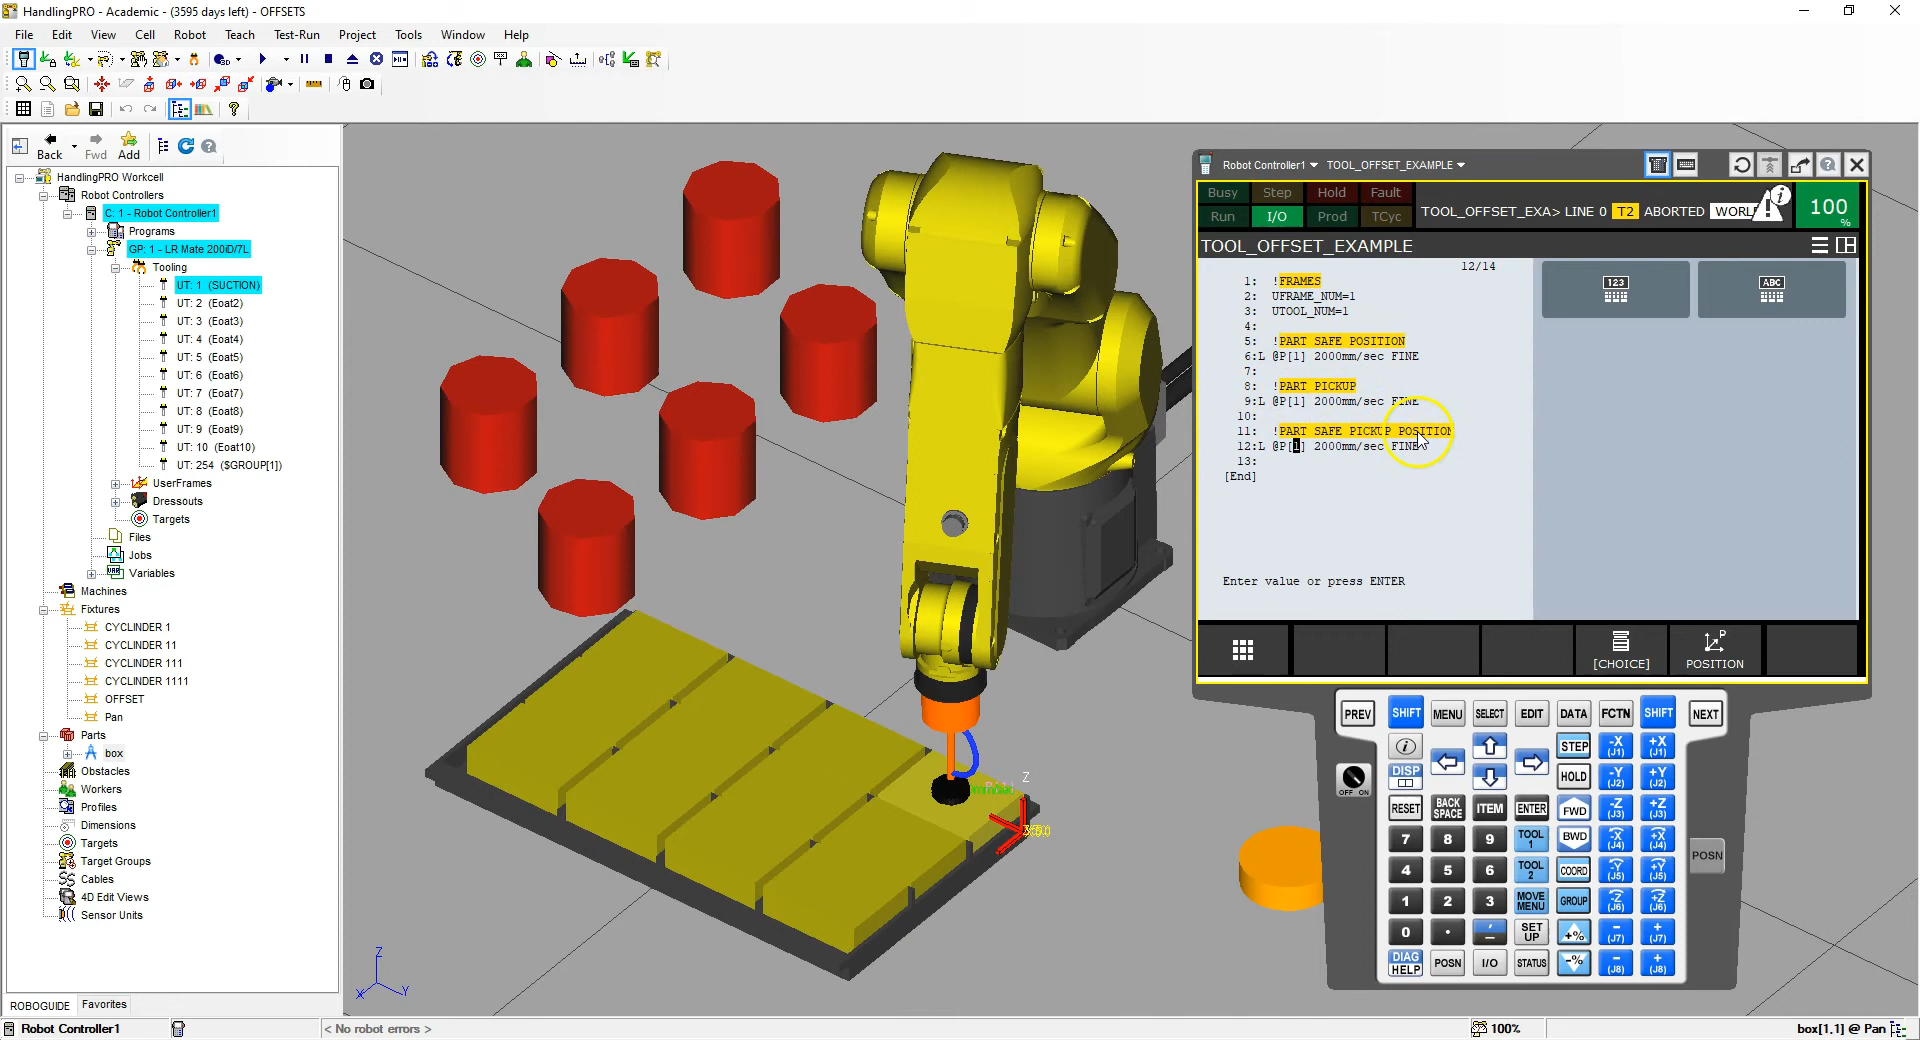 HandlingPRO - Academic - (3595 days left) - OFFSETS
File Edit View Cell Robot Teach Test-Run Project Tools Window Help
Back Fwd Add
HandlingPRO Workcell
Robot Controllers
C: 1 - Robot Controller1
Programs
GP: 1 - LR Mate 200iD/7L
Tooling
UT: 1 (SUCTION)
UT: 2 (Eoat2)
UT: 3 (Eoat3)
UT: 4 (Eoat4)
UT: 5 (Eoat5)
UT: 6 (Eoat6)
UT: 7 (Eoat7)
UT: 8 (Eoat8)
UT: 9 (Eoat9)
UT: 10 (Eoat10)
UT: 254 ($GROUP[1])
UserFrames
Dressouts
Targets
Files
Jobs
Variables
Machines
Fixtures
CYCLINDER 1
CYCLINDER 11
CYCLINDER 111
CYCLINDER 1111
OFFSET
Pan
Parts
box
Obstacles
Workers
Profiles
Dimensions
Targets
Target Groups
Cables
4D Edit Views
Sensor Units
ROBOGUIDE Favorites
Z
X
Y
Z
Robot Controller1 TOOL_OFFSET_EXAMPLE
Busy Step Hold Fault
Run I/O Prod TCyc
TOOL_OFFSET_EXA> LINE 0 T2 ABORTED WORL
100
%
TOOL_OFFSET_EXAMPLE
12/14
1: !FRAMES
2: UFRAME_NUM=1
3: UTOOL_NUM=1
4:
5: !PART SAFE POSITION
6:L @P[1] 2000mm/sec FINE
7:
8: !PART PICKUP
9:L @P[1] 2000mm/sec FINE
10:
11: !PART SAFE PICKUP POSITION
12:L @P[1] 2000mm/sec FINE
13:
[End]
Enter value or press ENTER
123
ABC
[CHOICE]
P
POSITION
PREV SHIFT MENU SELECT EDIT DATA FCTN SHIFT NEXT
i STEP -X (J1) +X (J1)
DISP HOLD -Y (J2) +Y (J2)
OFF ON
RESET BACK SPACE ITEM ENTER FWD -Z (J3) +Z (J3)
7 8 9 TOOL 1 BWD -X (J4) +X (J4)
POSN
4 5 6 TOOL 2 COORD -Y (J5) +Y (J5)
1 2 3 MOVE MENU GROUP -Z (J6) +Z (J6)
0 . SET UP +% - (J7) + (J7)
DIAG HELP POSN I/O STATUS -% - (J8) + (J8)
Robot Controller1
< No robot errors >
100%
box[1,1] @ Pan